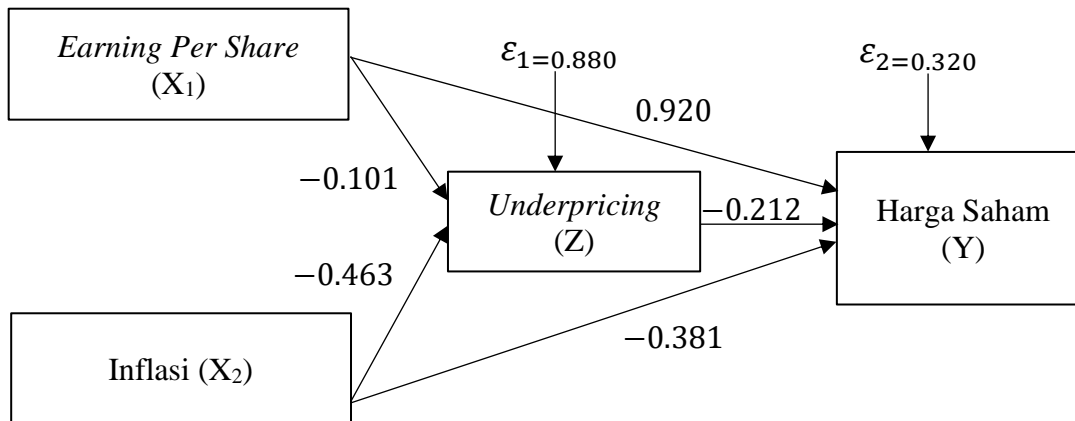 Earning Per Share
(X₁)
ε₁₌₀.₈₈₀
ε₂₌₀.₃₂₀
0.920
−0.101
Underpricing
(Z)
−0.212
Harga Saham
(Y)
−0.463
−0.381
Inflasi (X₂)